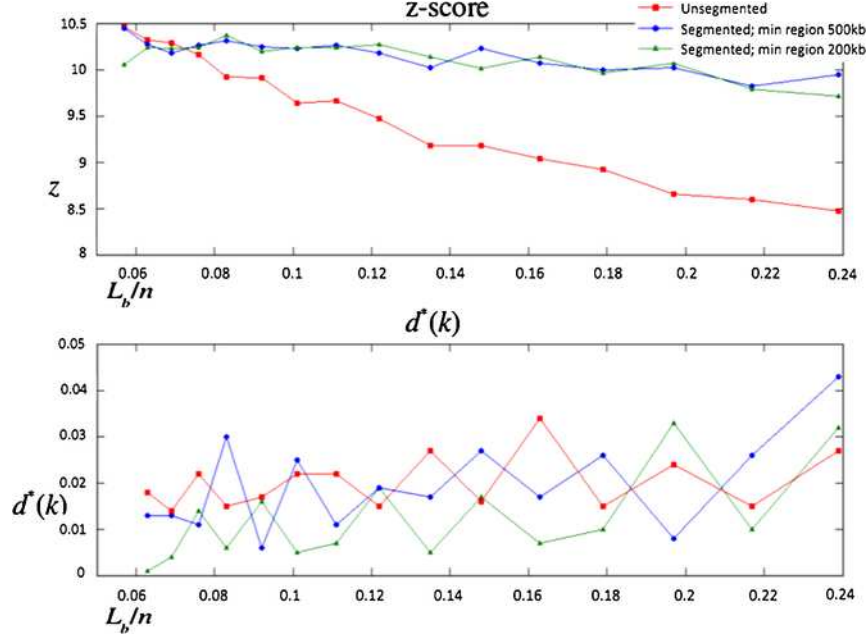 z-score
Unsegmented
Segmented; min region 500kb
Segmented; min region 200kb
10.5
10
9.5
9
8.5
8
z
0.06 0.08 0.1 0.12 0.14 0.16 0.18 0.2 0.22 0.24
L_b/n
d*(k)
0.05
0.04
0.03
0.02
0.01
0
d*(k)
0.06 0.08 0.1 0.12 0.14 0.16 0.18 0.2 0.22 0.24
L_b/n